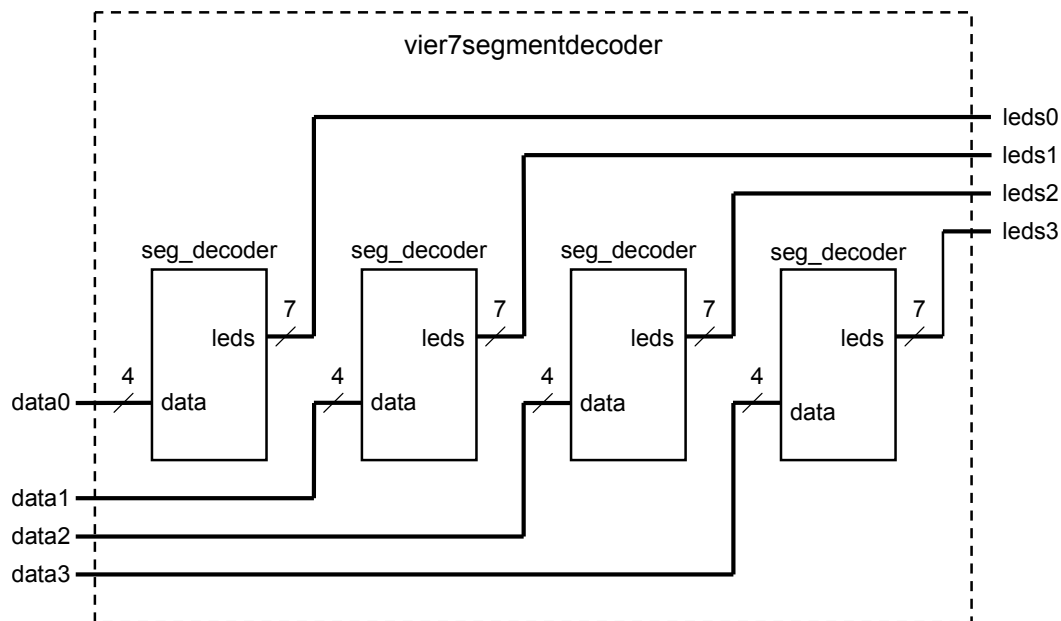 vier7segmentdecoder
leds0
leds1
leds2
leds3
seg_decoder seg_decoder seg_decoder seg_decoder
7 7 7 7
leds leds leds leds
4 4 4 4
data0 data data data data
data1
data2
data3